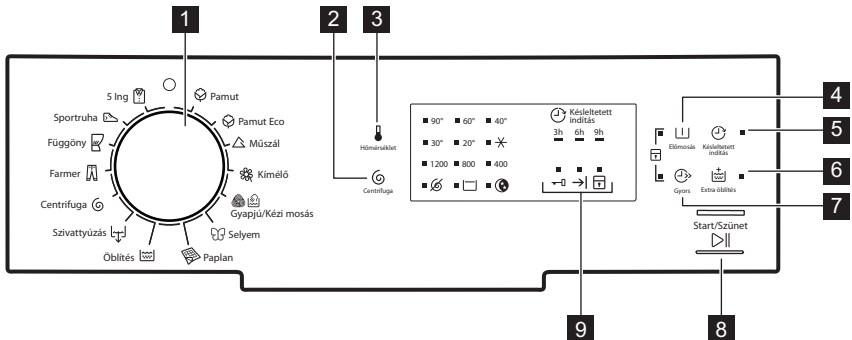 1
2
3
4
5
6
7
8
9
5 Ing
Sportruha
Függöny
Farmer
Centrifuga
Szivattyúzás
Öblítés
Pamut
Pamut Eco
Műszál
Kímélő
Gyapjú/Kézi mosás
Selyem
Paplan
Hőmérséklet
Centrifuga
90° 60° 40°
30° 20°
1200 800 400
Késleltetett
indítás
3h 6h 9h
Előmosás
Késleltetett
indítás
Gyors
Extra öblítés
Start/Szünet